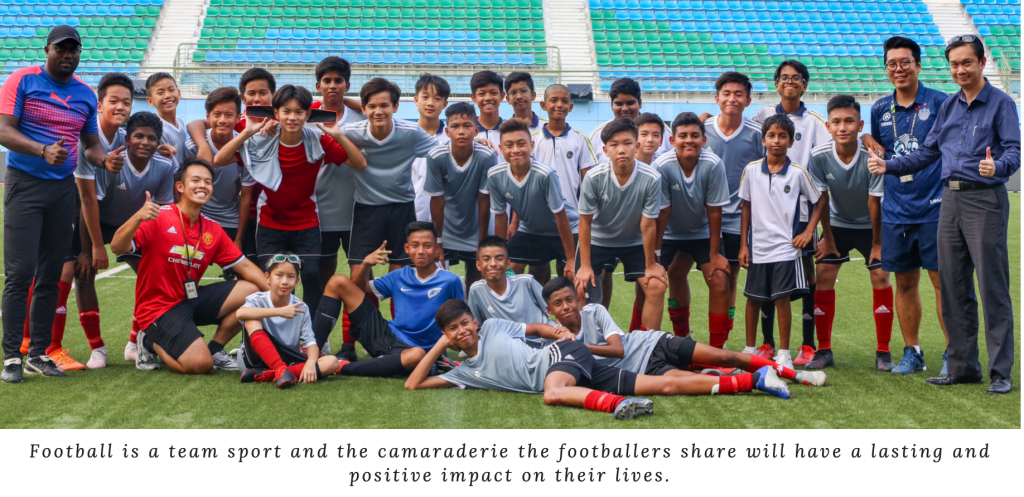 CHEVROLET
Football is a team sport and the camaraderie the footballers share will have a lasting and
positive impact on their lives.